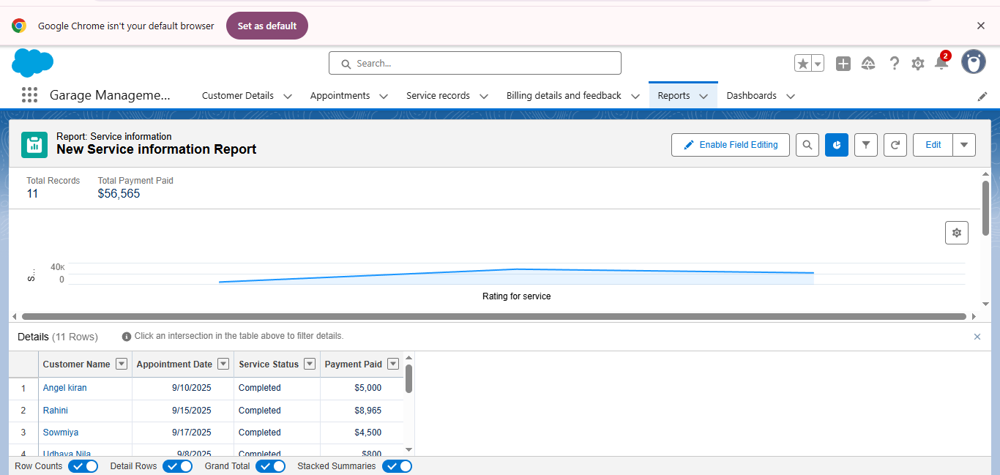 Google Chrome isn't your default browser
Set as default
Search...
2
Garage Manageme...
Customer Details
Appointments
Service records
Billing details and feedback
Reports
Dashboards
Report: Service information
New Service information Report
Enable Field Editing
Edit
Total Records
Total Payment Paid
11
$56,565
S...
40K
0
Rating for service
Details (11 Rows)
Click an intersection in the table above to filter details.
Customer Name Appointment Date Service Status Payment Paid
1 Angel kiran 9/10/2025 Completed $5,000
2 Rahini 9/15/2025 Completed $8,965
3 Sowmiya 9/17/2025 Completed $4,500
4 Udhaya Nila 9/8/2025 Completed $800
Row Counts Detail Rows Grand Total Stacked Summaries